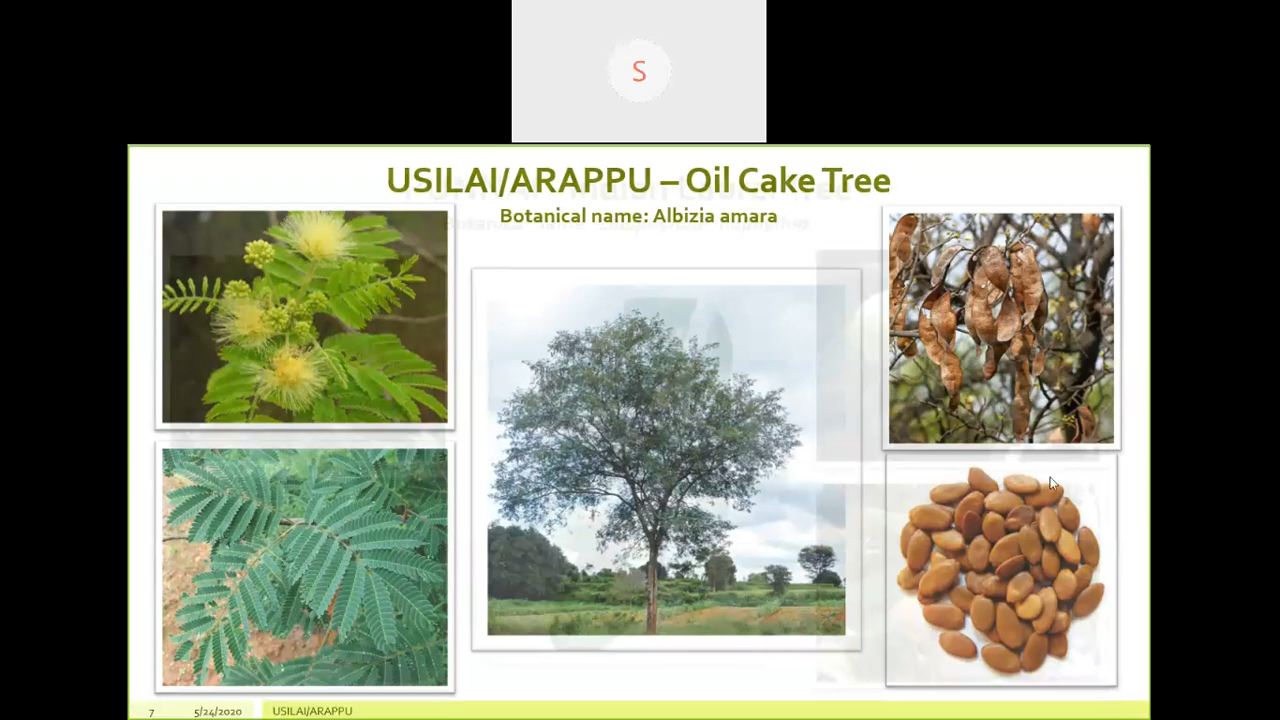 S
USILAI/ARAPPU – Oil Cake Tree
Botanical name: Albizia amara
7 5/24/2020 USILAI/ARAPPU